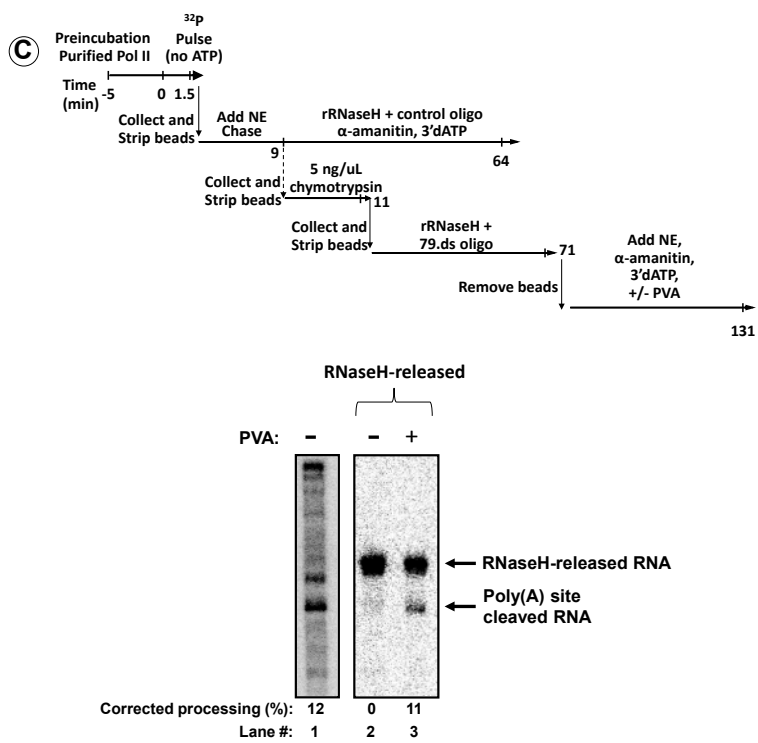 C
Preincubation
Purified Pol II
32P
Pulse
(no ATP)
Time
(min)
-5
0
1.5
Collect and
Strip beads
Add NE
Chase
rRNaseH + control oligo
α-amanitin, 3'dATP
9
64
Collect and
Strip beads
5 ng/uL
chymotrypsin
11
Collect and
Strip beads
rRNaseH +
79.ds oligo
71
Remove beads
Add NE,
α-amanitin,
3'dATP,
+/- PVA
131
RNaseH-released
PVA: - - +
RNaseH-released RNA
Poly(A) site
cleaved RNA
Corrected processing (%): 12 0 11
Lane #: 1 2 3